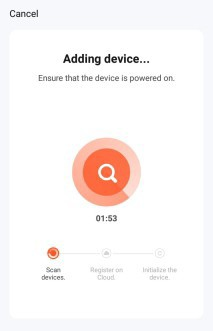 Cancel
Adding device...
Ensure that the device is powered on.
01:53
Scan
devices.
Register on
Cloud.
Initialize the
device.